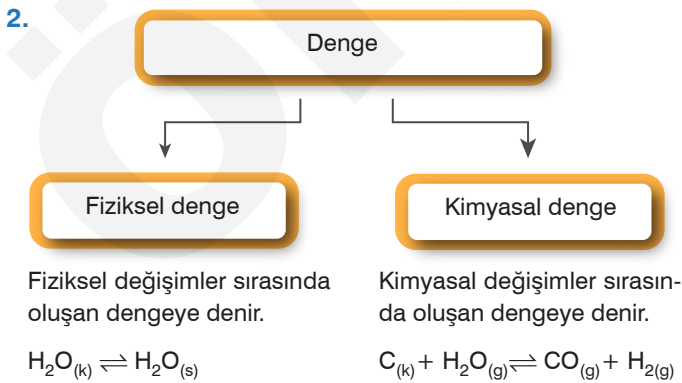 2.
Denge
Fiziksel denge
Kimyasal denge
Fiziksel değişimler sırasında
oluşan dengeye denir.
H₂O₍ₖ₎ ⇌ H₂O₍ₛ₎
Kimyasal değişimler sırasın-
da oluşan dengeye denir.
C₍ₖ₎ + H₂O₍g₎ ⇌ CO₍g₎ + H₂₍g₎